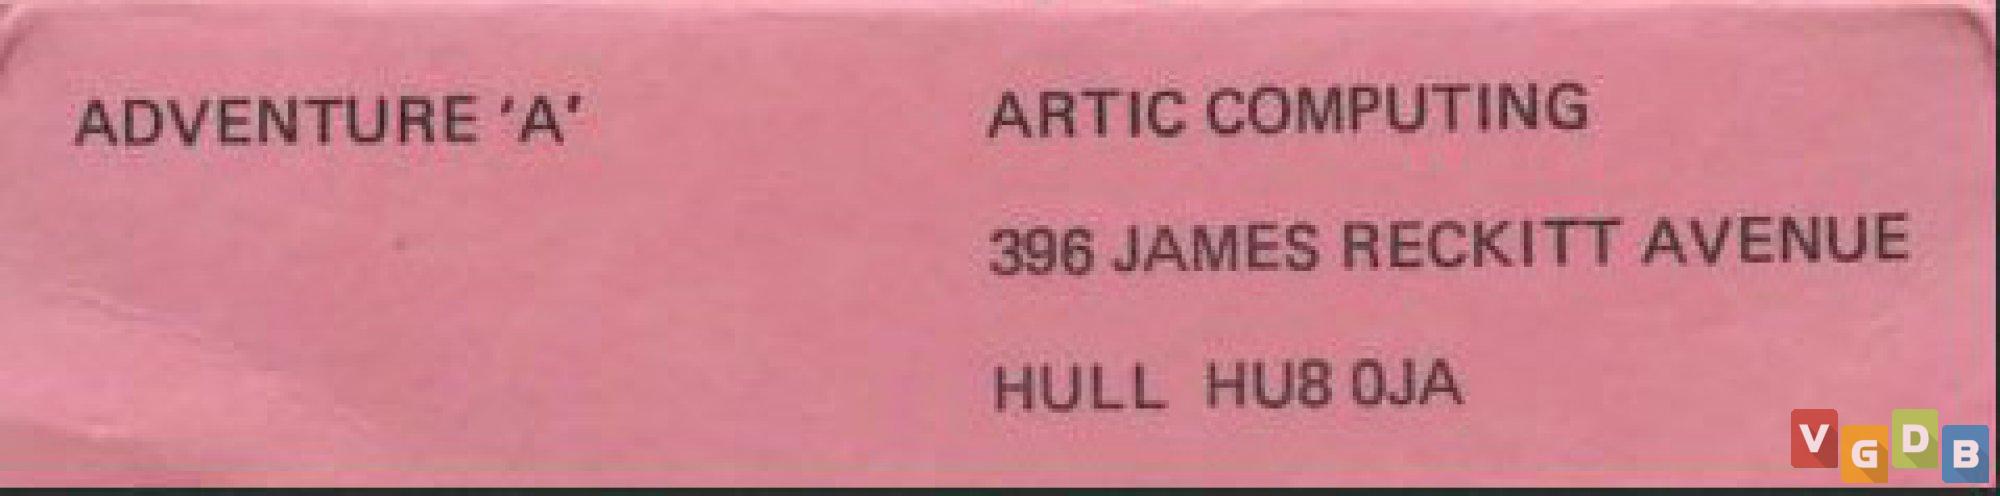 ADVENTURE 'A'
ARTIC COMPUTING
396 JAMES RECKITT AVENUE
HULL HU8 0JA
VGDB